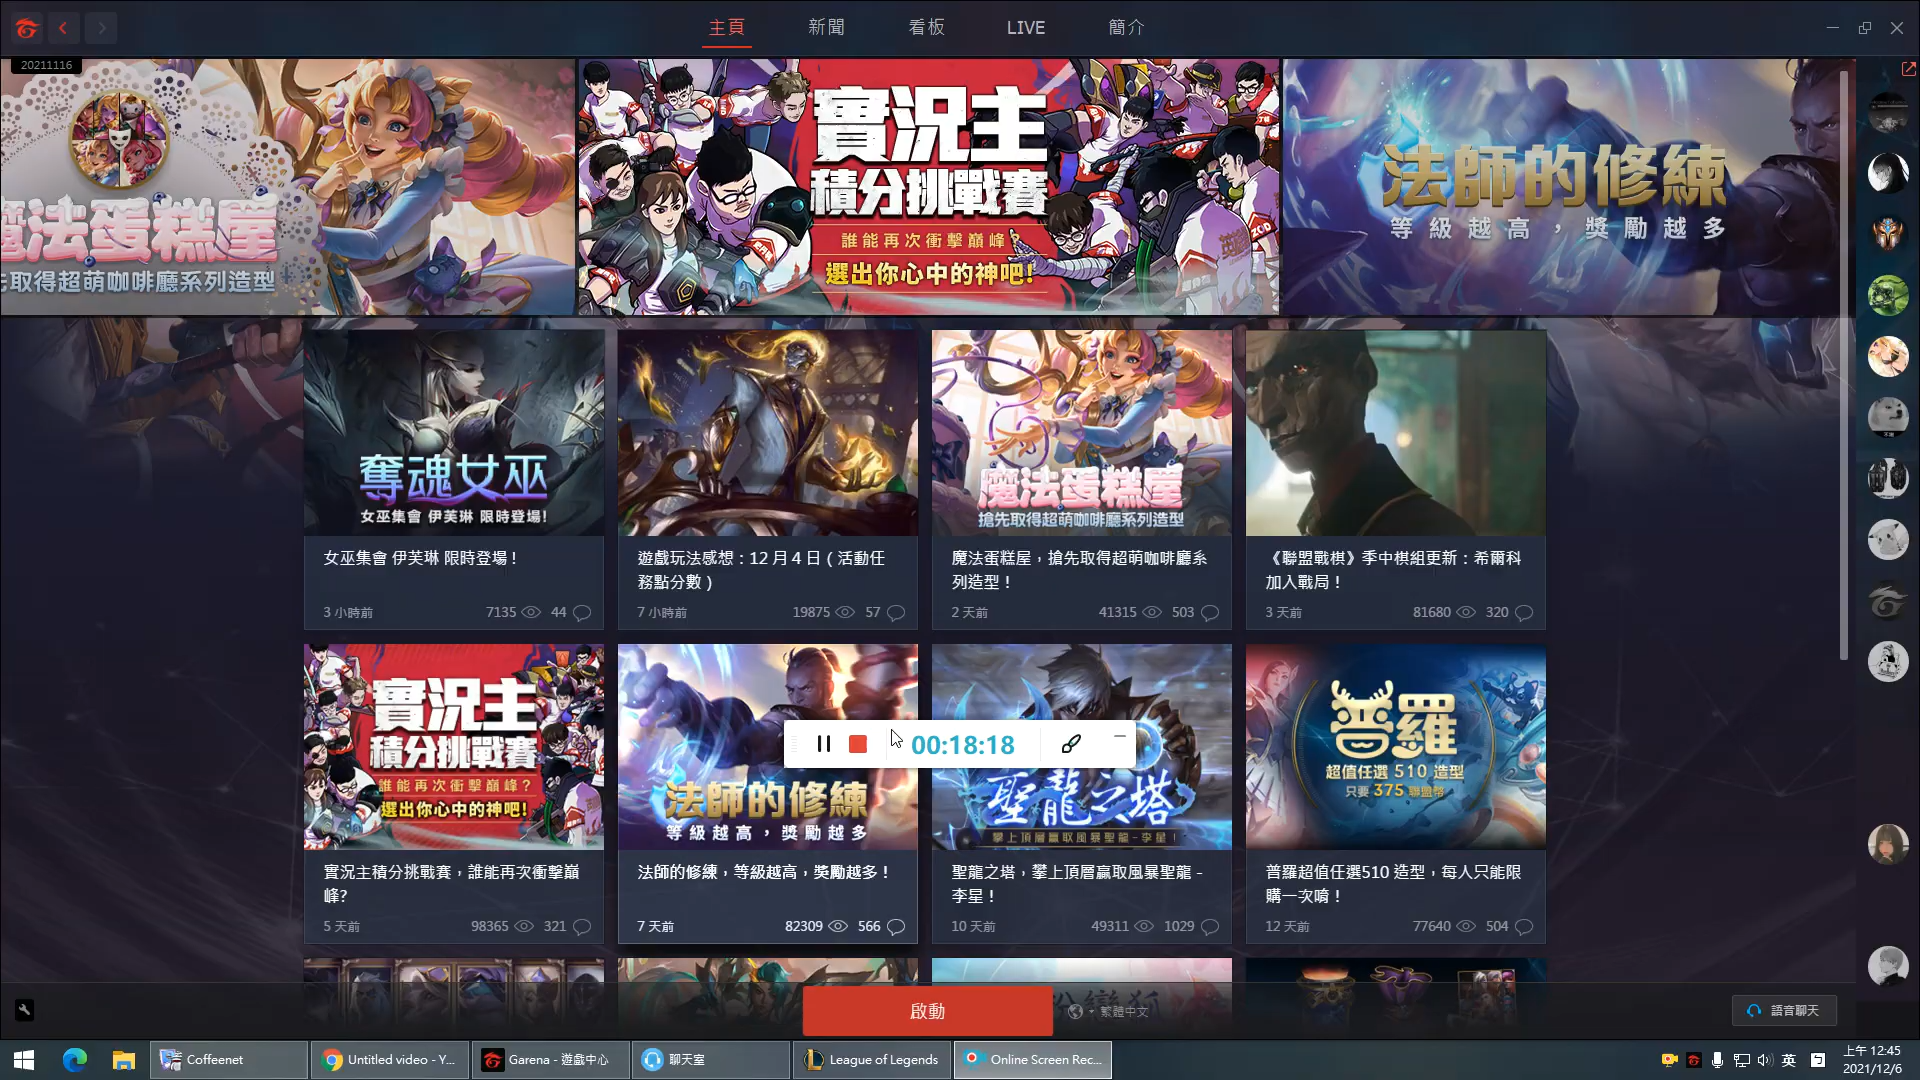 主頁
新聞
看板
LIVE
簡介
20211116
魔法蛋糕屋
先取得超萌咖啡廳系列造型
實況主
積分挑戰賽
誰能再次衝擊巔峰
選出你心中的神吧!
法師的修練
等級越高，獎勵越多
奪魂女巫
女巫集會 伊芙琳 限時登場!
魔法蛋糕屋
搶先取得超萌咖啡廳系列造型
女巫集會 伊芙琳 限時登場！
3 小時前 7135 44
遊戲玩法感想：12 月 4 日（活動任
務點分數）
7 小時前 19875 57
魔法蛋糕屋，搶先取得超萌咖啡廳系
列造型！
2 天前 41315 503
《聯盟戰棋》季中棋組更新：希爾科
加入戰局！
3 天前 81680 320
實況主
積分挑戰賽
誰能再次衝擊巔峰？
選出你心中的神吧!
法師的修練
等級越高，獎勵越多
00:18:18
聖龍之塔
攀上頂層贏取風暴聖龍-李星！
普羅
超值任選 510 造型
只要 375 聯盟幣
實況主積分挑戰賽，誰能再次衝擊巔
峰?
5 天前 98365 321
法師的修練，等級越高，獎勵越多！
7 天前 82309 566
聖龍之塔，攀上頂層贏取風暴聖龍 -
李星！
10 天前 49311 1029
普羅超值任選510 造型，每人只能限
購一次唷！
12 天前 77640 504
啟動
繁體中文
語音聊天
Coffeenet
Untitled video - Y...
Garena - 遊戲中心
聊天室
League of Legends
Online Screen Rec...
英
上午 12:45
2021/12/6